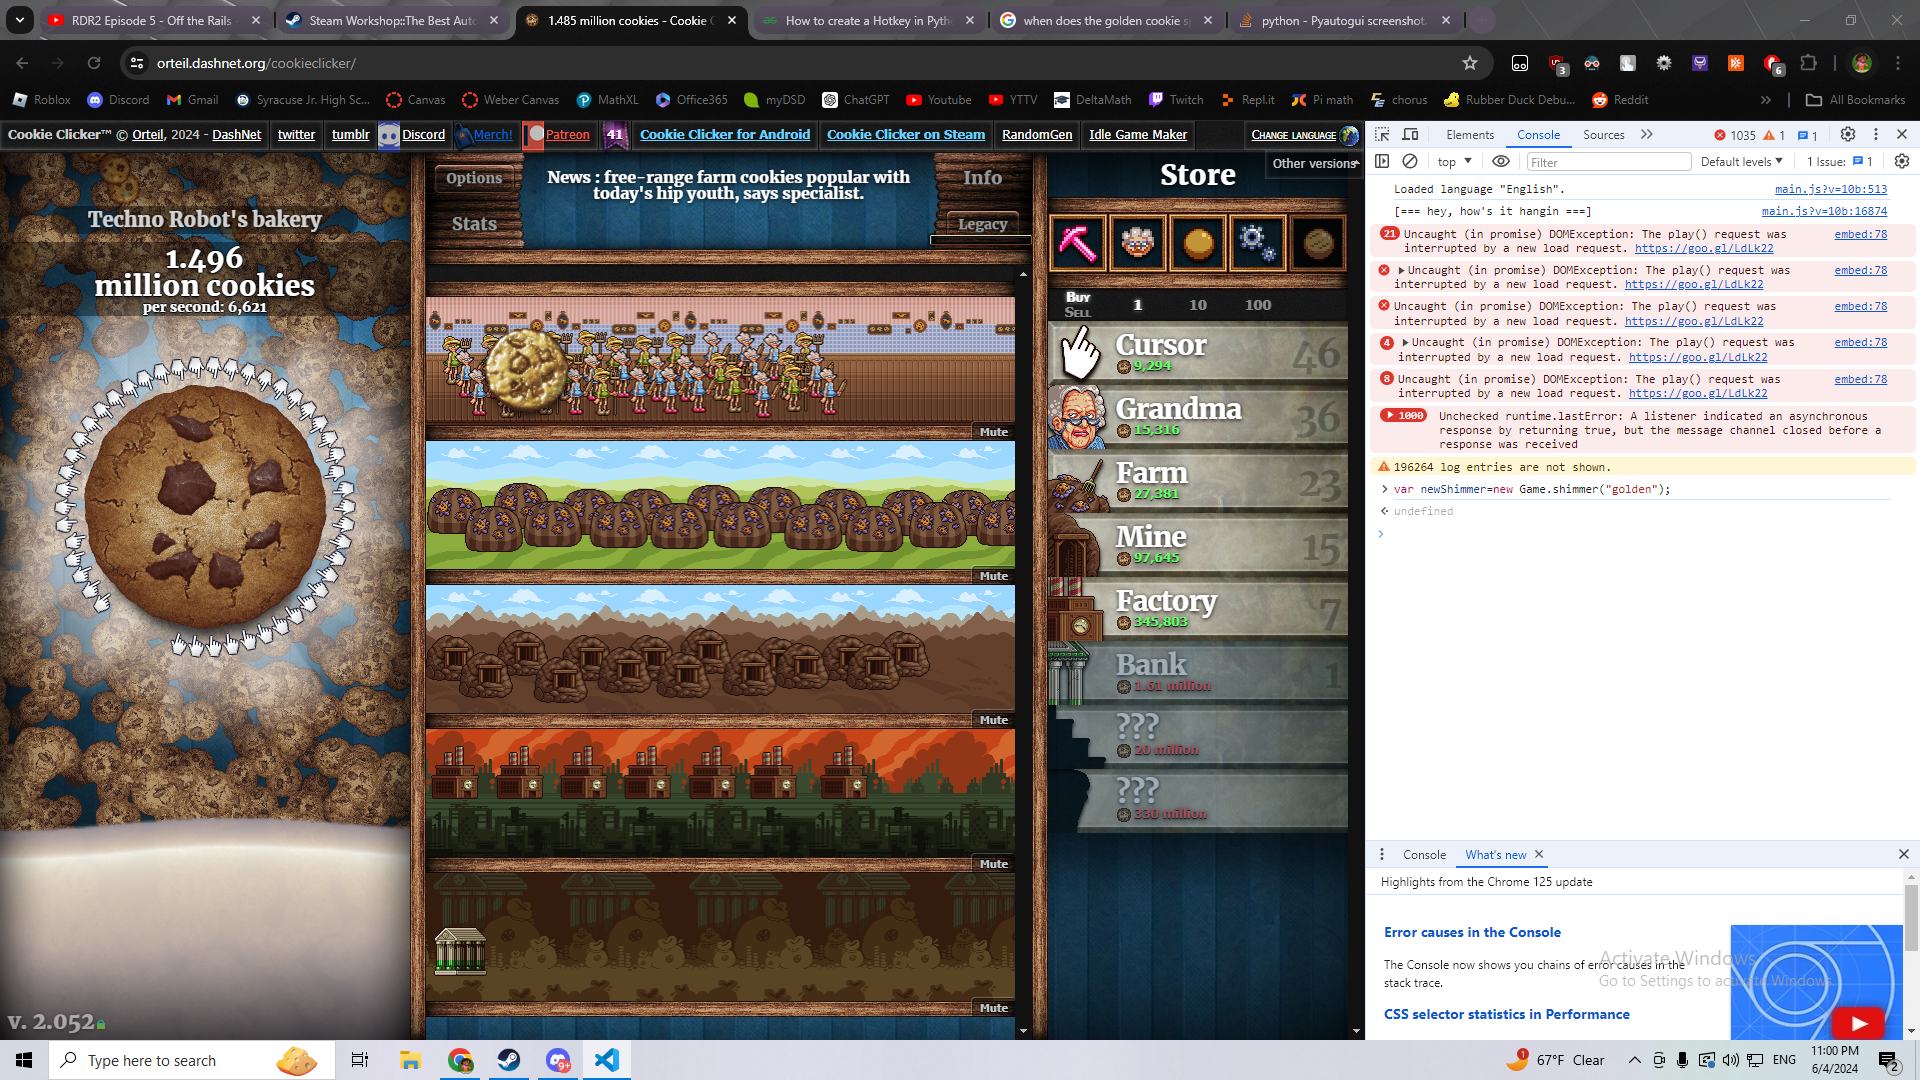 RDR2 Episode 5 - Off the Rails
Steam Workshop::The Best Auto
1.485 million cookies - Cookie C
How to create a Hotkey in Pyth
when does the golden cookie s
python - Pyautogui screenshot.
orteil.dashnet.org/cookieclicker/
3
6
Roblox
Discord
Gmail
Syracuse Jr. High Sc...
Canvas
Weber Canvas
MathXL
Office365
myDSD
ChatGPT
Youtube
YTTV
DeltaMath
Twitch
Repl.it
Pi math
chorus
Rubber Duck Debu...
Reddit
All Bookmarks
Cookie Clicker™ © Orteil, 2024 - DashNet
twitter
tumblr
Discord
Merch!
Patreon
41
Cookie Clicker for Android
Cookie Clicker on Steam
RandomGen
Idle Game Maker
CHANGE LANGUAGE
Other versions
Techno Robot's bakery
1.496
million cookies
per second: 6,621
v. 2.052
Options
Stats
News : free-range farm cookies popular with
today's hip youth, says specialist.
Info
Legacy
Mute
Mute
Mute
Mute
Mute
Store
Buy
Sell
1
10
100
Cursor
9,294
46
Grandma
15,316
36
Farm
27,381
23
Mine
97,645
15
Factory
345,803
7
Bank
1.61 million
1
???
20 million
???
330 million
Elements
Console
Sources
1035
1
1
top
Filter
Default levels
1 Issue:
1
Loaded language "English".
main.js?v=10b:513
[=== hey, how's it hangin ===]
main.js?v=10b:16874
21
Uncaught (in promise) DOMException: The play() request was
embed:78
interrupted by a new load request. https://goo.gl/LdLk22
Uncaught (in promise) DOMException: The play() request was
embed:78
interrupted by a new load request. https://goo.gl/LdLk22
Uncaught (in promise) DOMException: The play() request was
embed:78
interrupted by a new load request. https://goo.gl/LdLk22
4
Uncaught (in promise) DOMException: The play() request was
embed:78
interrupted by a new load request. https://goo.gl/LdLk22
8
Uncaught (in promise) DOMException: The play() request was
embed:78
interrupted by a new load request. https://goo.gl/LdLk22
1000
Unchecked runtime.lastError: A listener indicated an asynchronous
response by returning true, but the message channel closed before a
response was received
196264 log entries are not shown.
var newShimmer=new Game.shimmer("golden");
undefined
Console
What's new
Highlights from the Chrome 125 update
Error causes in the Console
The Console now shows you chains of error causes in the
stack trace.
CSS selector statistics in Performance
Activate Windows
Go to Settings to activate Windows.
Type here to search
9+
1
67°F Clear
ENG
11:00 PM
6/4/2024
2